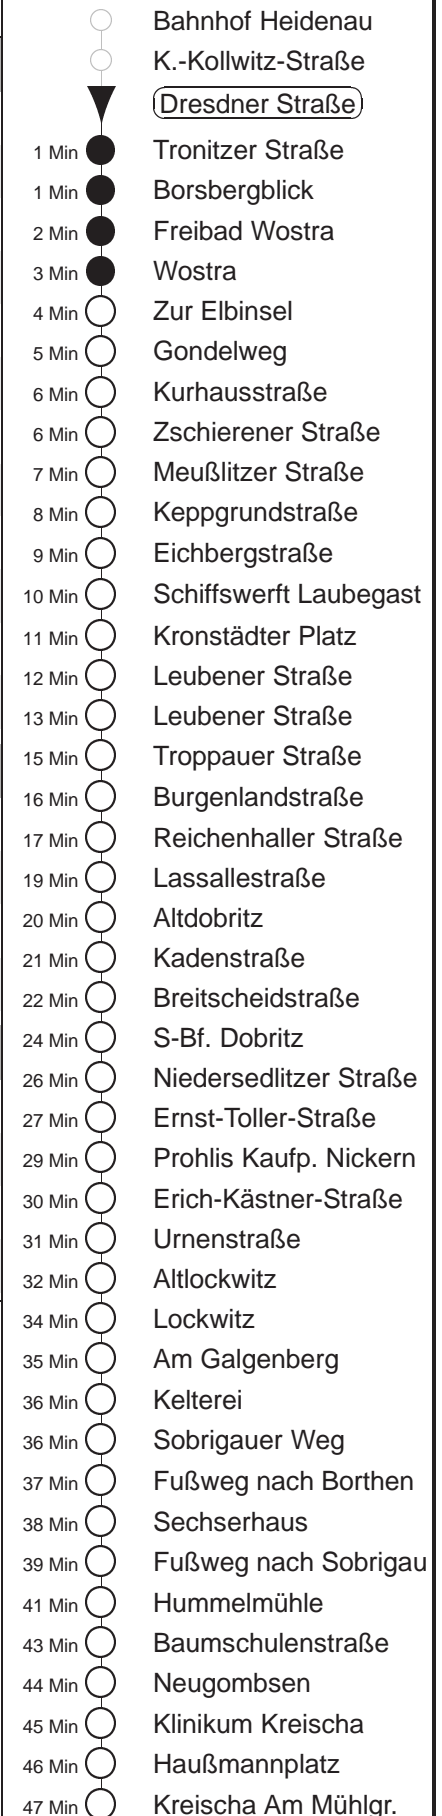 Bahnhof Heidenau
K.-Kollwitz-Straße
Dresdner Straße
1 Min Tronitzer Straße
1 Min Borsbergblick
2 Min Freibad Wostra
3 Min Wostra
4 Min Zur Elbinsel
5 Min Gondelweg
6 Min Kurhausstraße
6 Min Zschierener Straße
7 Min Meußlitzer Straße
8 Min Keppgrundstraße
9 Min Eichbergstraße
10 Min Schiffswerft Laubegast
11 Min Kronstädter Platz
12 Min Leubener Straße
13 Min Leubener Straße
15 Min Troppauer Straße
16 Min Burgenlandstraße
17 Min Reichenhaller Straße
19 Min Lassallestraße
20 Min Altdobritz
21 Min Kadenstraße
22 Min Breitscheidstraße
24 Min S-Bf. Dobritz
26 Min Niedersedlitzer Straße
27 Min Ernst-Toller-Straße
29 Min Prohlis Kaufp. Nickern
30 Min Erich-Kästner-Straße
31 Min Urnenstraße
32 Min Altlockwitz
34 Min Lockwitz
35 Min Am Galgenberg
36 Min Kelterei
36 Min Sobrigauer Weg
37 Min Fußweg nach Borthen
38 Min Sechserhaus
39 Min Fußweg nach Sobrigau
41 Min Hummelmühle
43 Min Baumschulenstraße
44 Min Neugombsen
45 Min Klinikum Kreischa
46 Min Haußmannplatz
47 Min Kreischa Am Mühlgr.